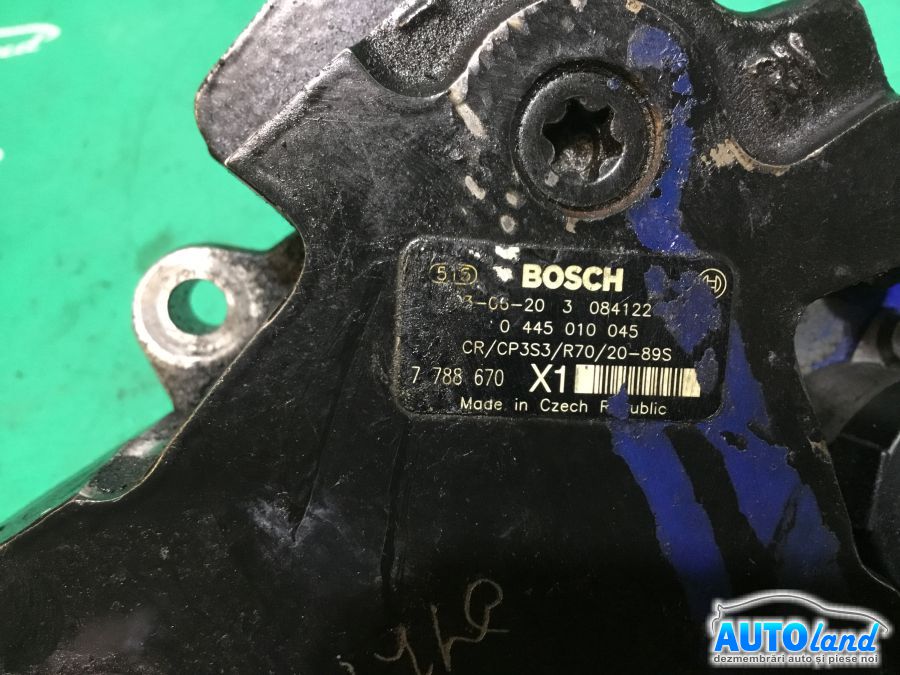 515 BOSCH
3-05-20 3 084122
0 445 010 045
CR/CP3S3/R70/20-89S
7 788 670 X1
Made in Czech Republic
AUTOland
dezmembrări auto și piese noi